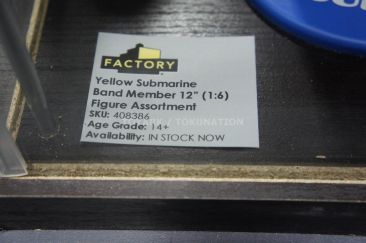 FACTORY
Yellow Submarine
Band Member 12" (1:6)
Figure Assortment
SKU: 408386
Age Grade: 14+
Availability: IN STOCK NOW
TOKUNATION